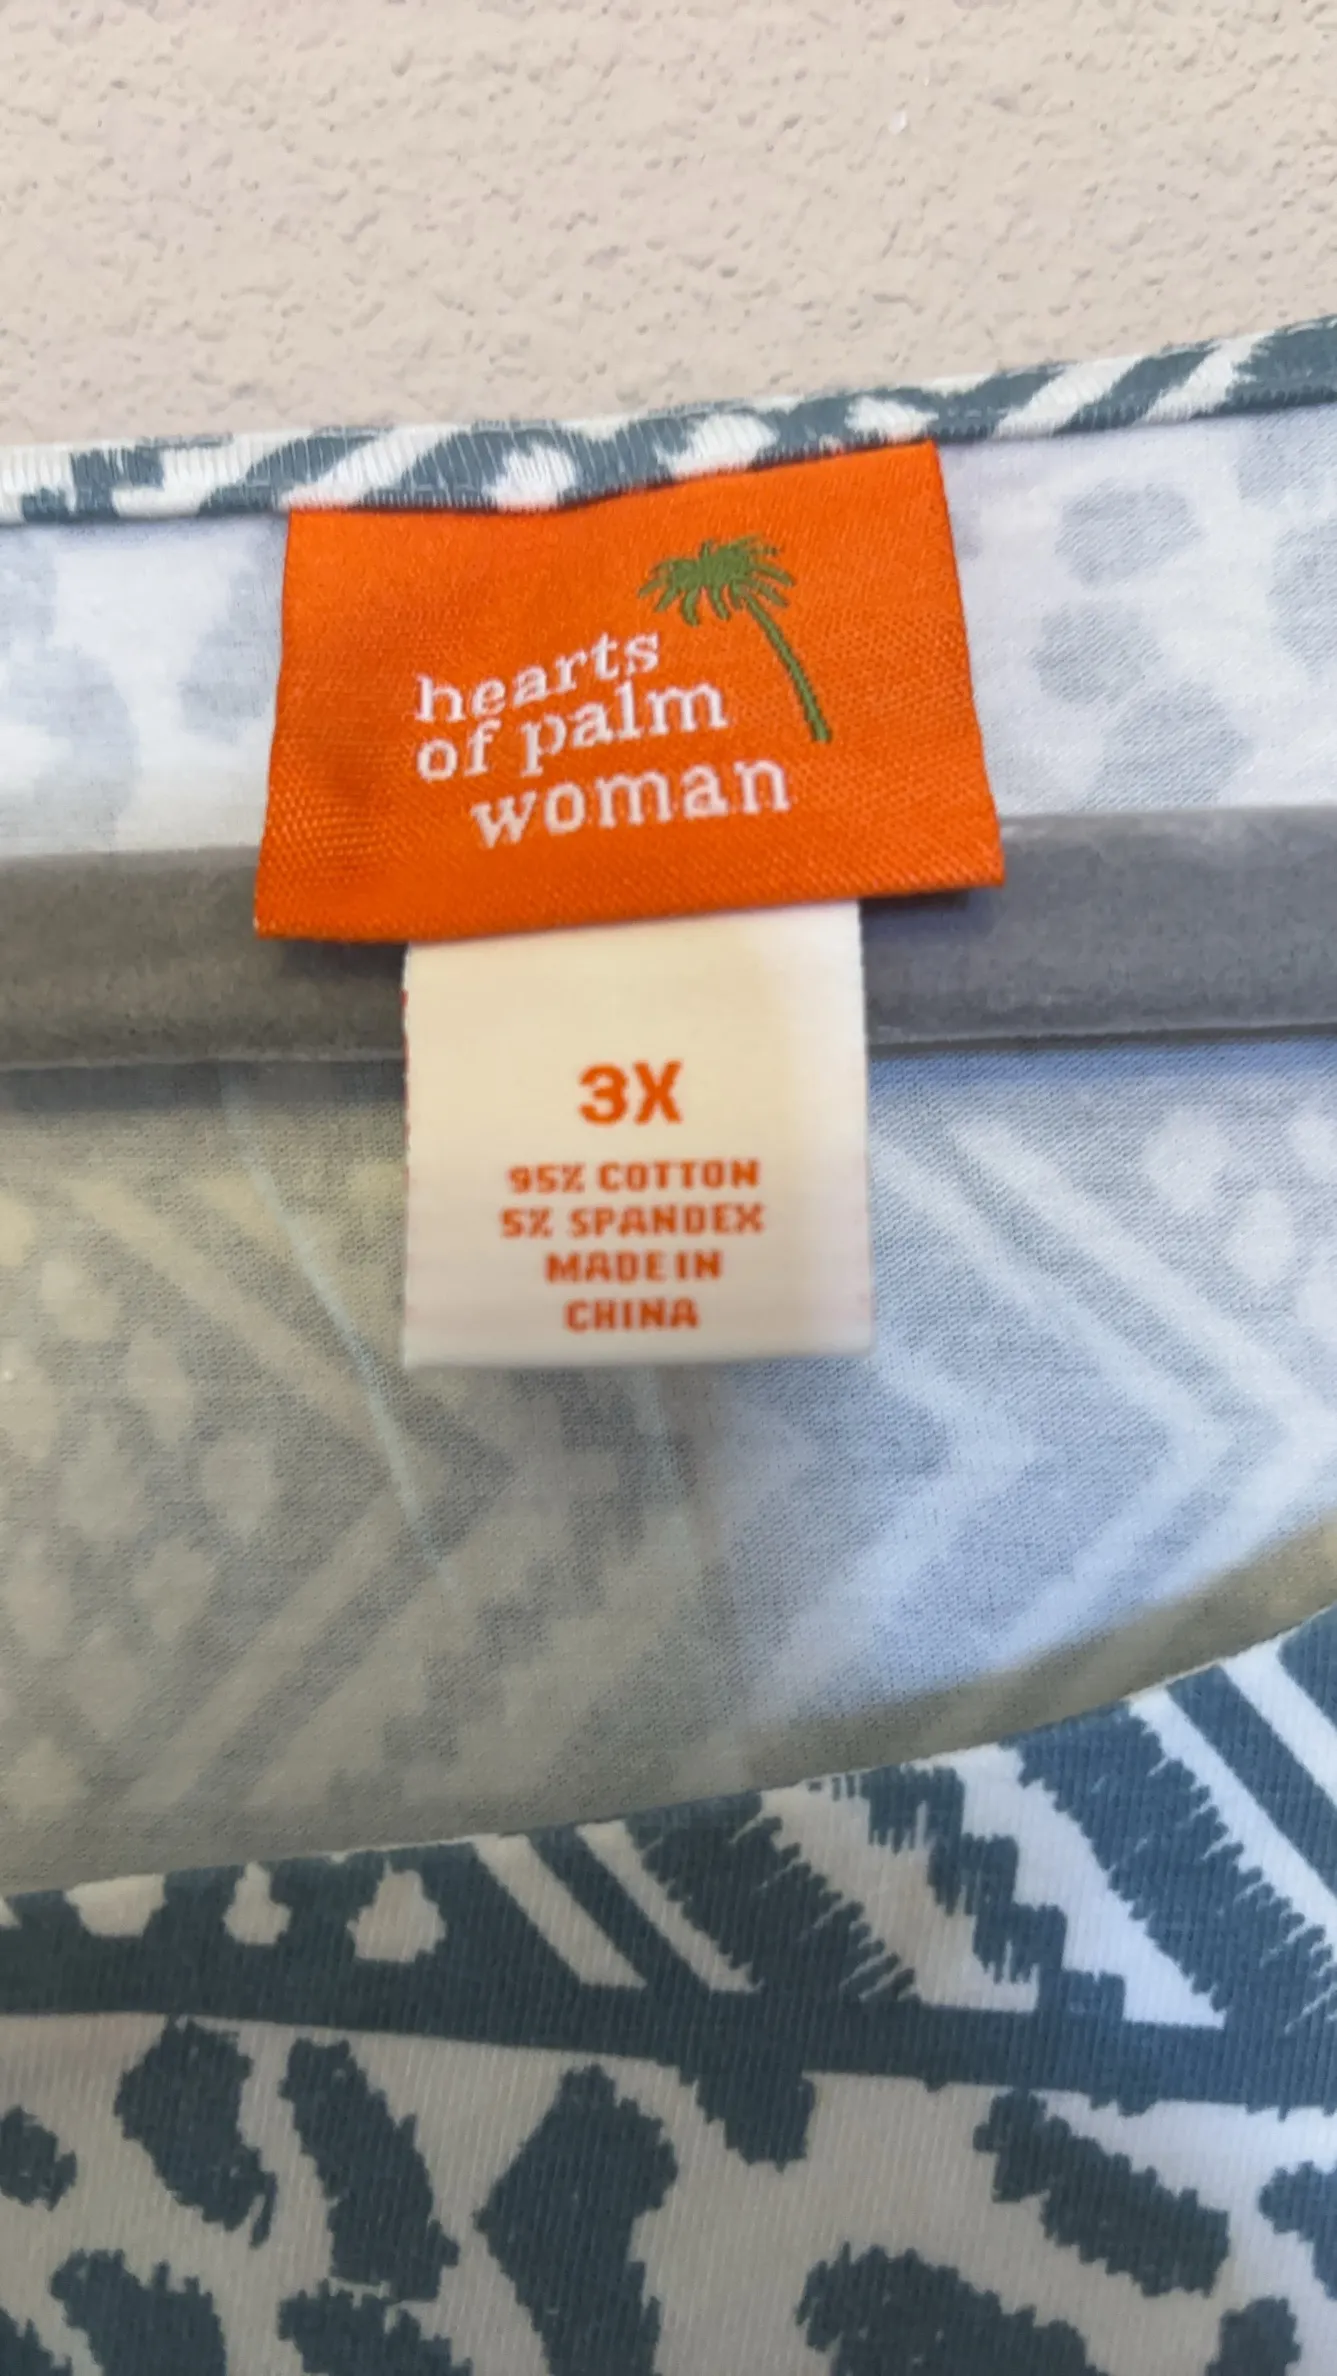 hearts
of palm
woman
3X
95% COTTON
5% SPANDEX
MADE IN
CHINA